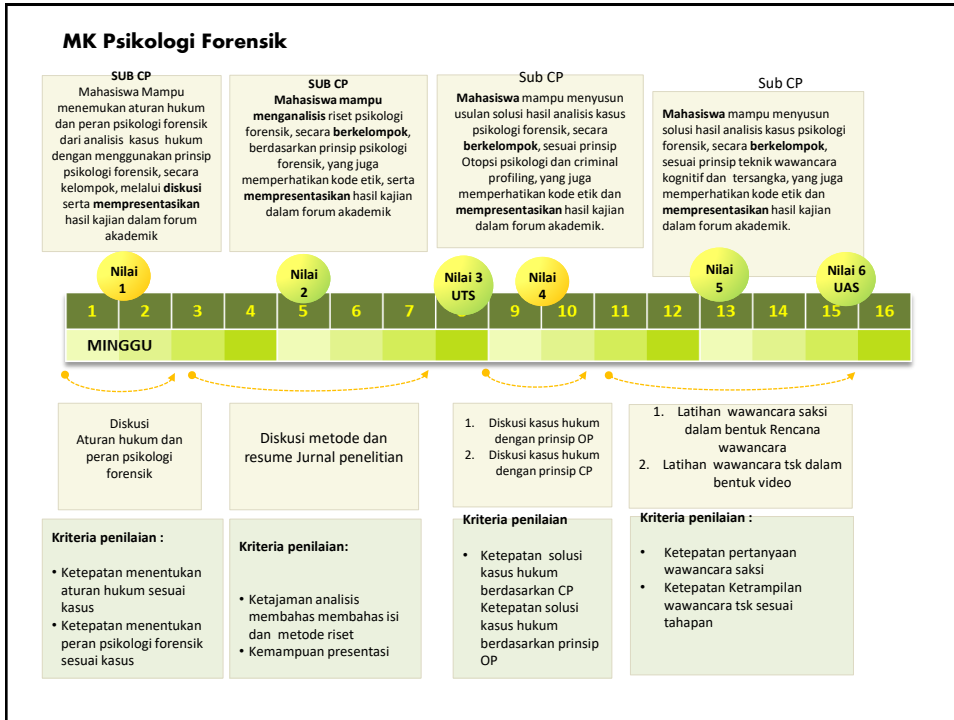 MK Psikologi Forensik
SUB CP
Mahasiswa Mampu
menemukan aturan hukum
dan peran psikologi forensik
dari analisis kasus hukum
dengan menggunakan prinsip
psikologi forensik, secara
kelompok, melalui diskusi
serta mempresentasikan
hasil kajian dalam forum
akademik
SUB CP
Mahasiswa mampu
menganalisis riset psikologi
forensik, secara berkelompok,
berdasarkan prinsip psikologi
forensik, yang juga
memperhatikan kode etik, serta
mempresentasikan hasil kajian
dalam forum akademik
Sub CP
Mahasiswa mampu menyusun
usulan solusi hasil analisis kasus
psikologi forensik, secara
berkelompok, sesuai prinsip
Otopsi psikologi dan criminal
profiling, yang juga
memperhatikan kode etik dan
mempresentasikan hasil kajian
dalam forum akademik.
Sub CP
Mahasiswa mampu menyusun
solusi hasil analisis kasus psikologi
forensik, secara berkelompok,
sesuai prinsip teknik wawancara
kognitif dan tersangka, yang juga
memperhatikan kode etik dan
mempresentasikan hasil kajian
dalam forum akademik.
Nilai
1
Nilai
2
Nilai 3
UTS
Nilai
4
Nilai
5
Nilai 6
UAS
1 2 3 4 5 6 7 9 10 11 12 13 14 15 16
MINGGU
Diskusi
Aturan hukum dan
peran psikologi
forensik
Diskusi metode dan
resume Jurnal penelitian
1. Diskusi kasus hukum
dengan prinsip OP
2. Diskusi kasus hukum
dengan prinsip CP
1. Latihan wawancara saksi
dalam bentuk Rencana
wawancara
2. Latihan wawancara tsk dalam
bentuk video
Kriteria penilaian :
• Ketepatan menentukan
aturan hukum sesuai
kasus
• Ketepatan menentukan
peran psikologi forensik
sesuai kasus
Kriteria penilaian:
• Ketajaman analisis
membahas membahas isi
dan metode riset
• Kemampuan presentasi
Kriteria penilaian
• Ketepatan solusi
kasus hukum
berdasarkan CP
Ketepatan solusi
kasus hukum
berdasarkan prinsip
OP
Kriteria penilaian :
• Ketepatan pertanyaan
wawancara saksi
• Ketepatan Ketrampilan
wawancara tsk sesuai
tahapan